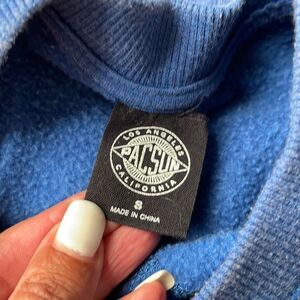 LOS ANGELES
PACSUN
CALIFORNIA
S
MADE IN CHINA